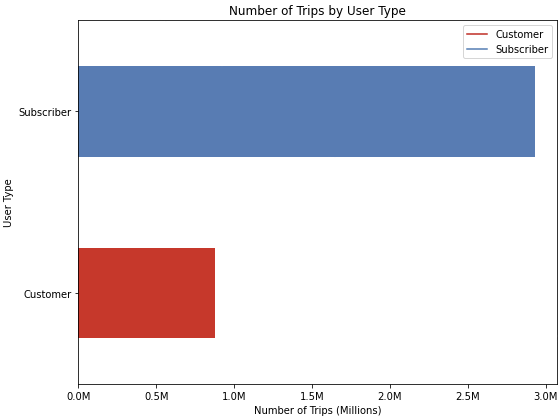 Number of Trips by User Type
Customer
Subscriber
Subscriber
User Type
Customer
0.0M 0.5M 1.0M 1.5M 2.0M 2.5M 3.0M
Number of Trips (Millions)